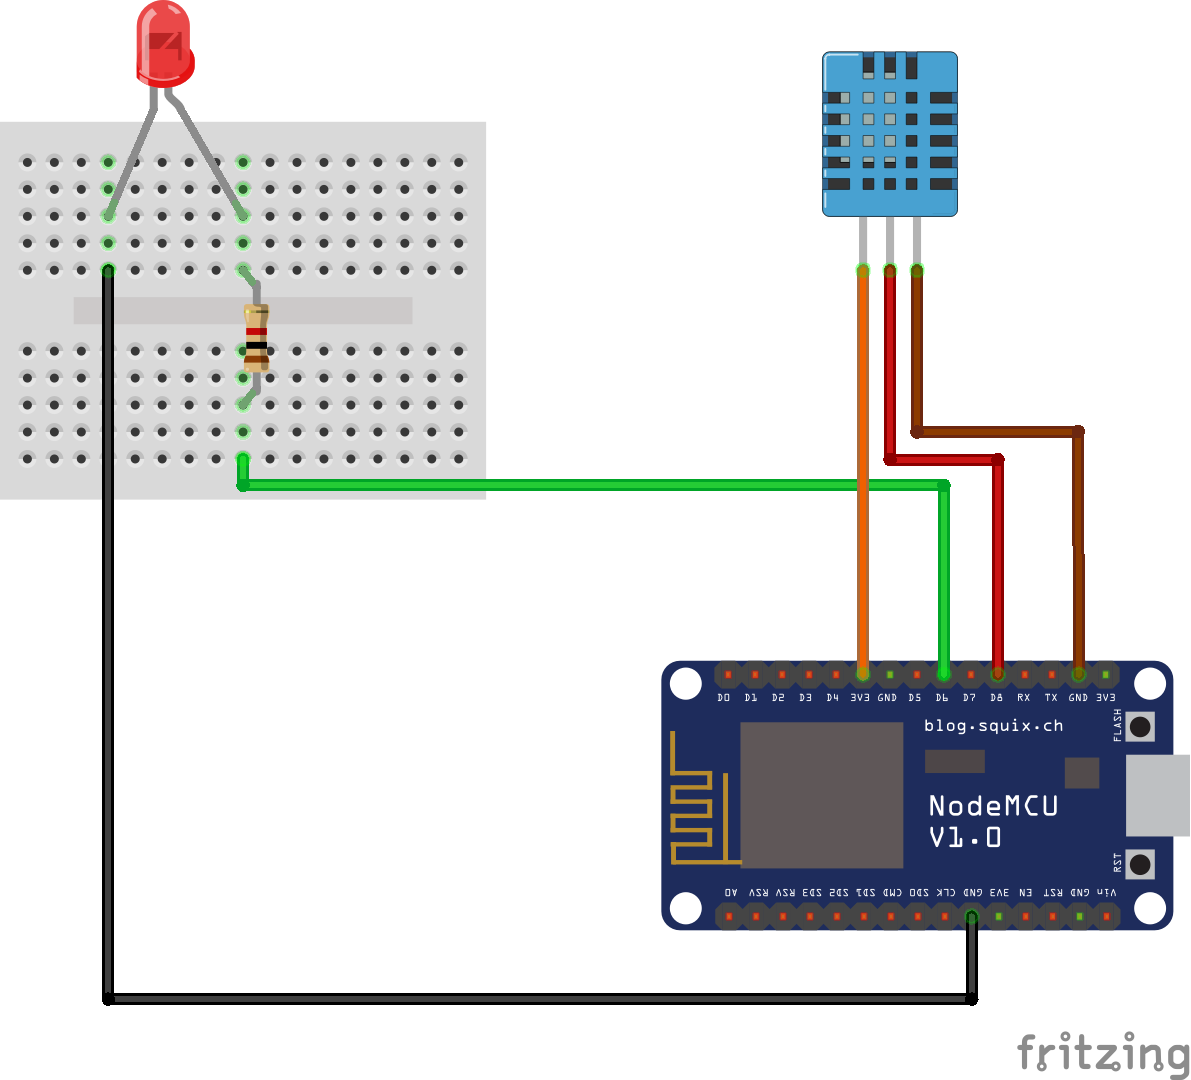 D0 D1 D2 D3 D4 3V3 GND D5 D6 D7 D8 RX TX GND 3V3
FLASH
blog.squix.ch
NodeMCU
V1.0
RST
A0 RSV RSV SD3 SD2 SD1 CMD SD0 CLK GND 3V3 EN RST GND Vin
fritzing